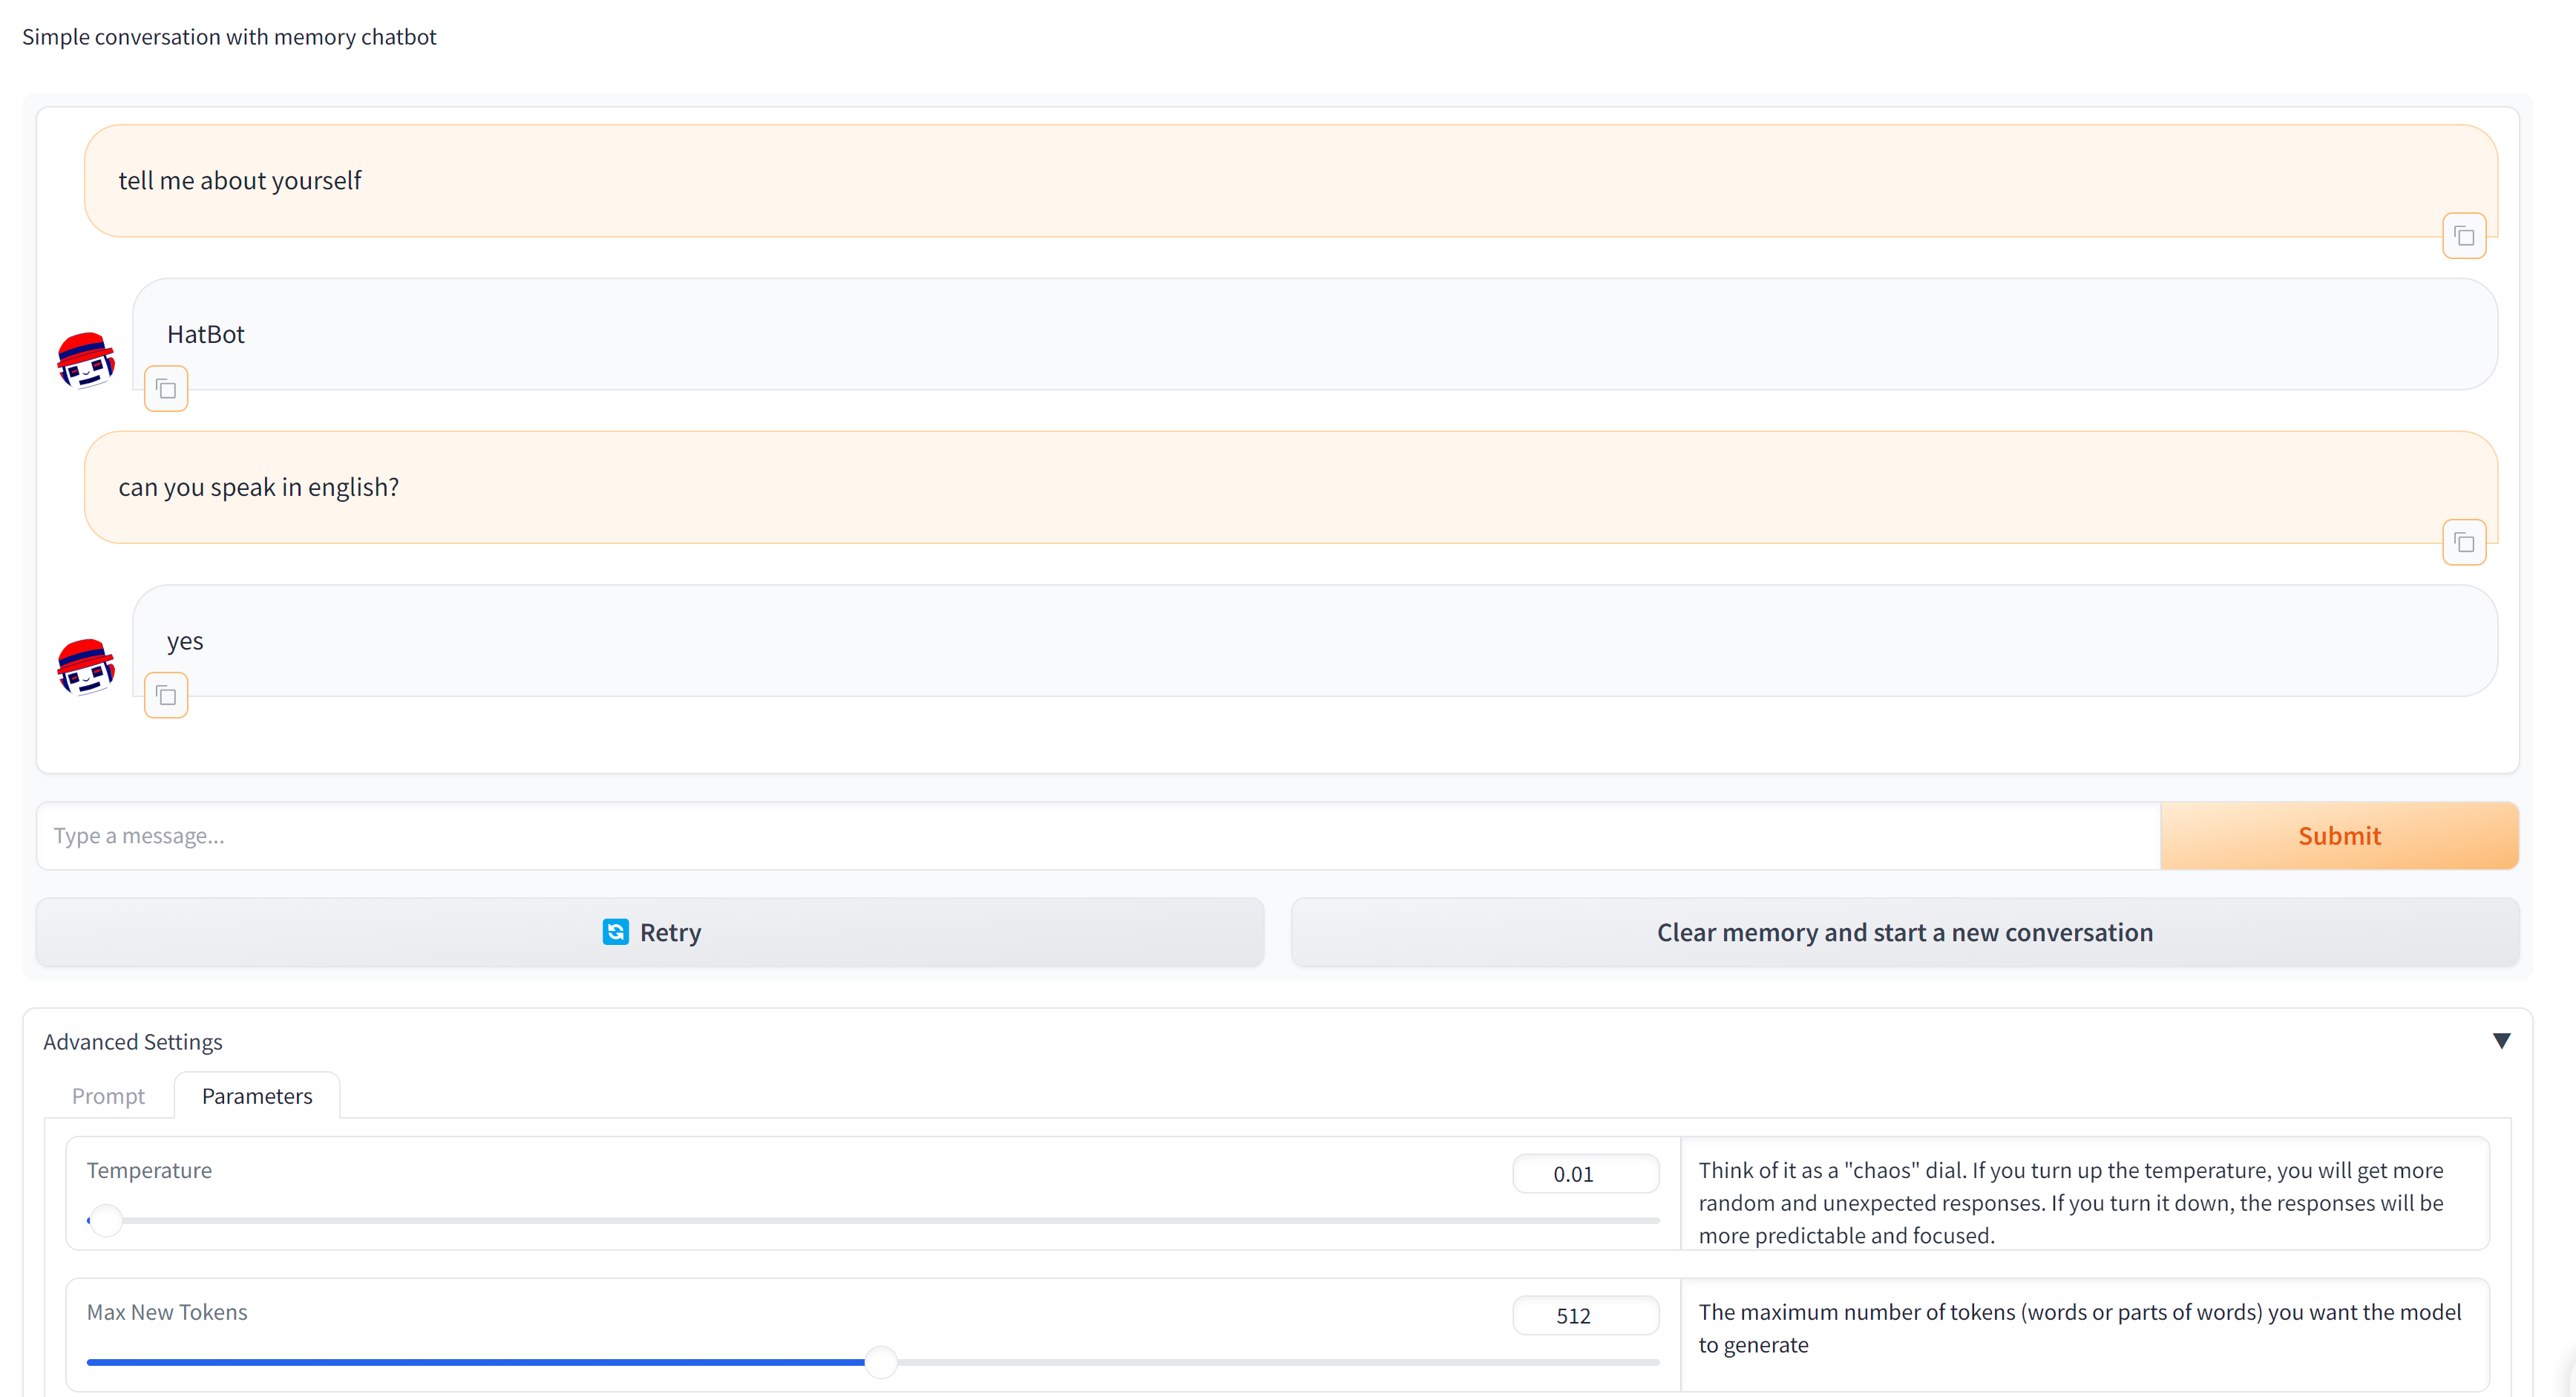 Simple conversation with memory chatbot
tell me about yourself
HatBot
can you speak in english?
yes
Type a message...
Submit
Retry
Clear memory and start a new conversation
Advanced Settings
Prompt
Parameters
Temperature
0.01
Think of it as a "chaos" dial. If you turn up the temperature, you will get more
random and unexpected responses. If you turn it down, the responses will be
more predictable and focused.
Max New Tokens
512
The maximum number of tokens (words or parts of words) you want the model
to generate